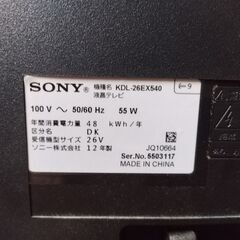 SONY 機種名 KDL-26EX540
液晶テレビ
100 V ～ 50/60 Hz 55 W
年間消費電力量 48 kWh/年
区分名 DK
受信機型サイズ 26V
ソニー株式会社 12年製 JQ10664
Ser.No. 5503117
MADE IN CHINA